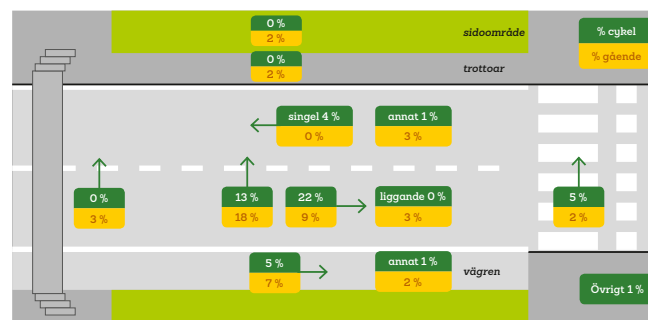 0 %
2 %
sidoområde
% cykel
% gående
0 %
2 %
trottoar
singel 4 %
0 %
annat 1 %
3 %
0 %
3 %
13 %
18 %
22 %
9 %
liggande 0 %
3 %
5 %
2 %
5 %
7 %
annat 1 %
2 %
vägren
Övrigt 1 %